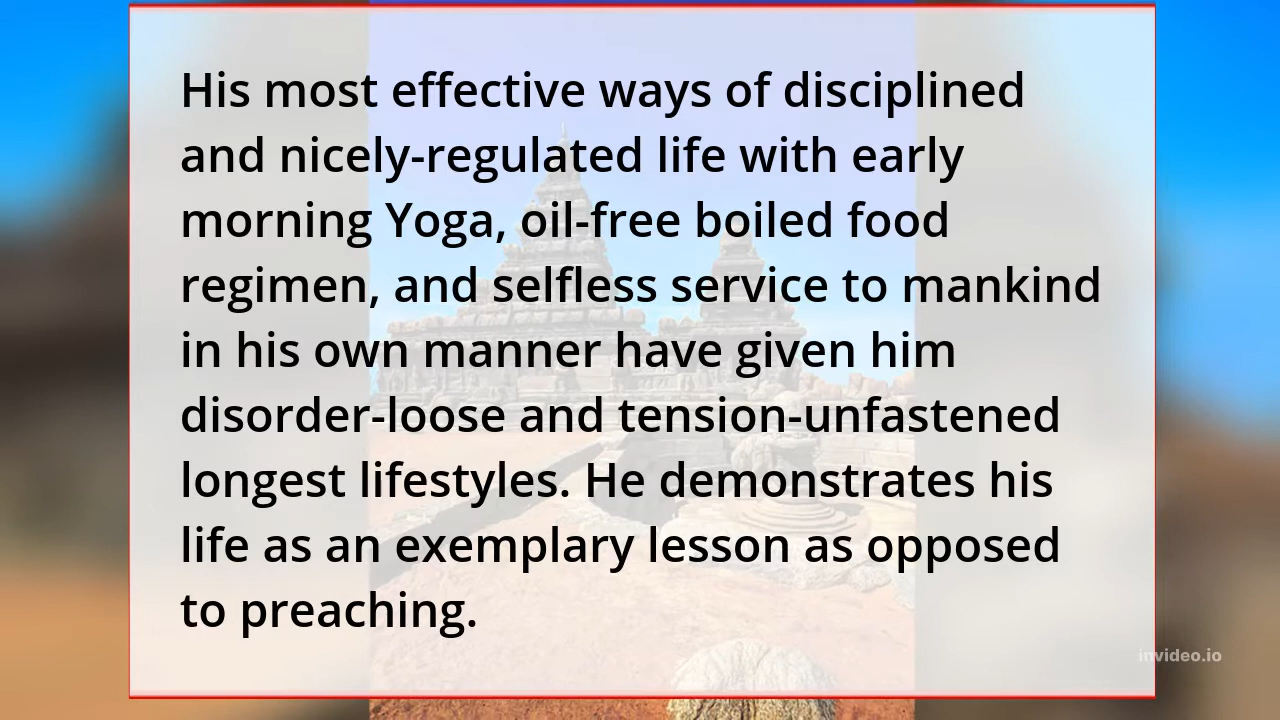 His most effective ways of disciplined
and nicely-regulated life with early
morning Yoga, oil-free boiled food
regimen, and selfless service to mankind
in his own manner have given him
disorder-loose and tension-unfastened
longest lifestyles. He demonstrates his
life as an exemplary lesson as opposed
to preaching.
invideo.io